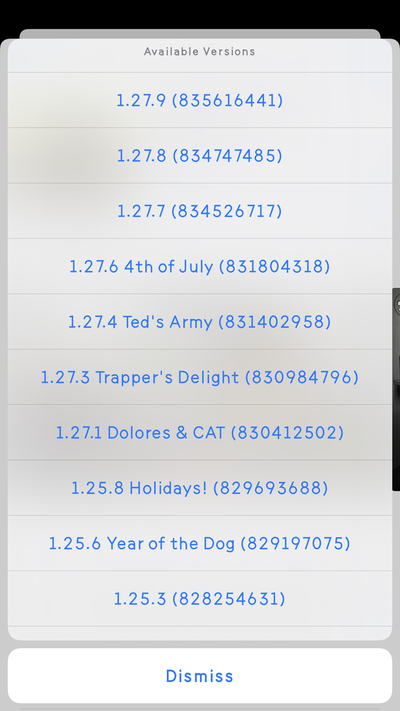 Available Versions
1.27.9 (835616441)
1.27.8 (834747485)
1.27.7 (834526717)
1.27.6 4th of July (831804318)
1.27.4 Ted's Army (831402958)
1.27.3 Trapper's Delight (830984796)
1.27.1 Dolores & CAT (830412502)
1.25.8 Holidays! (829693688)
1.25.6 Year of the Dog (829197075)
1.25.3 (828254631)
Dismiss